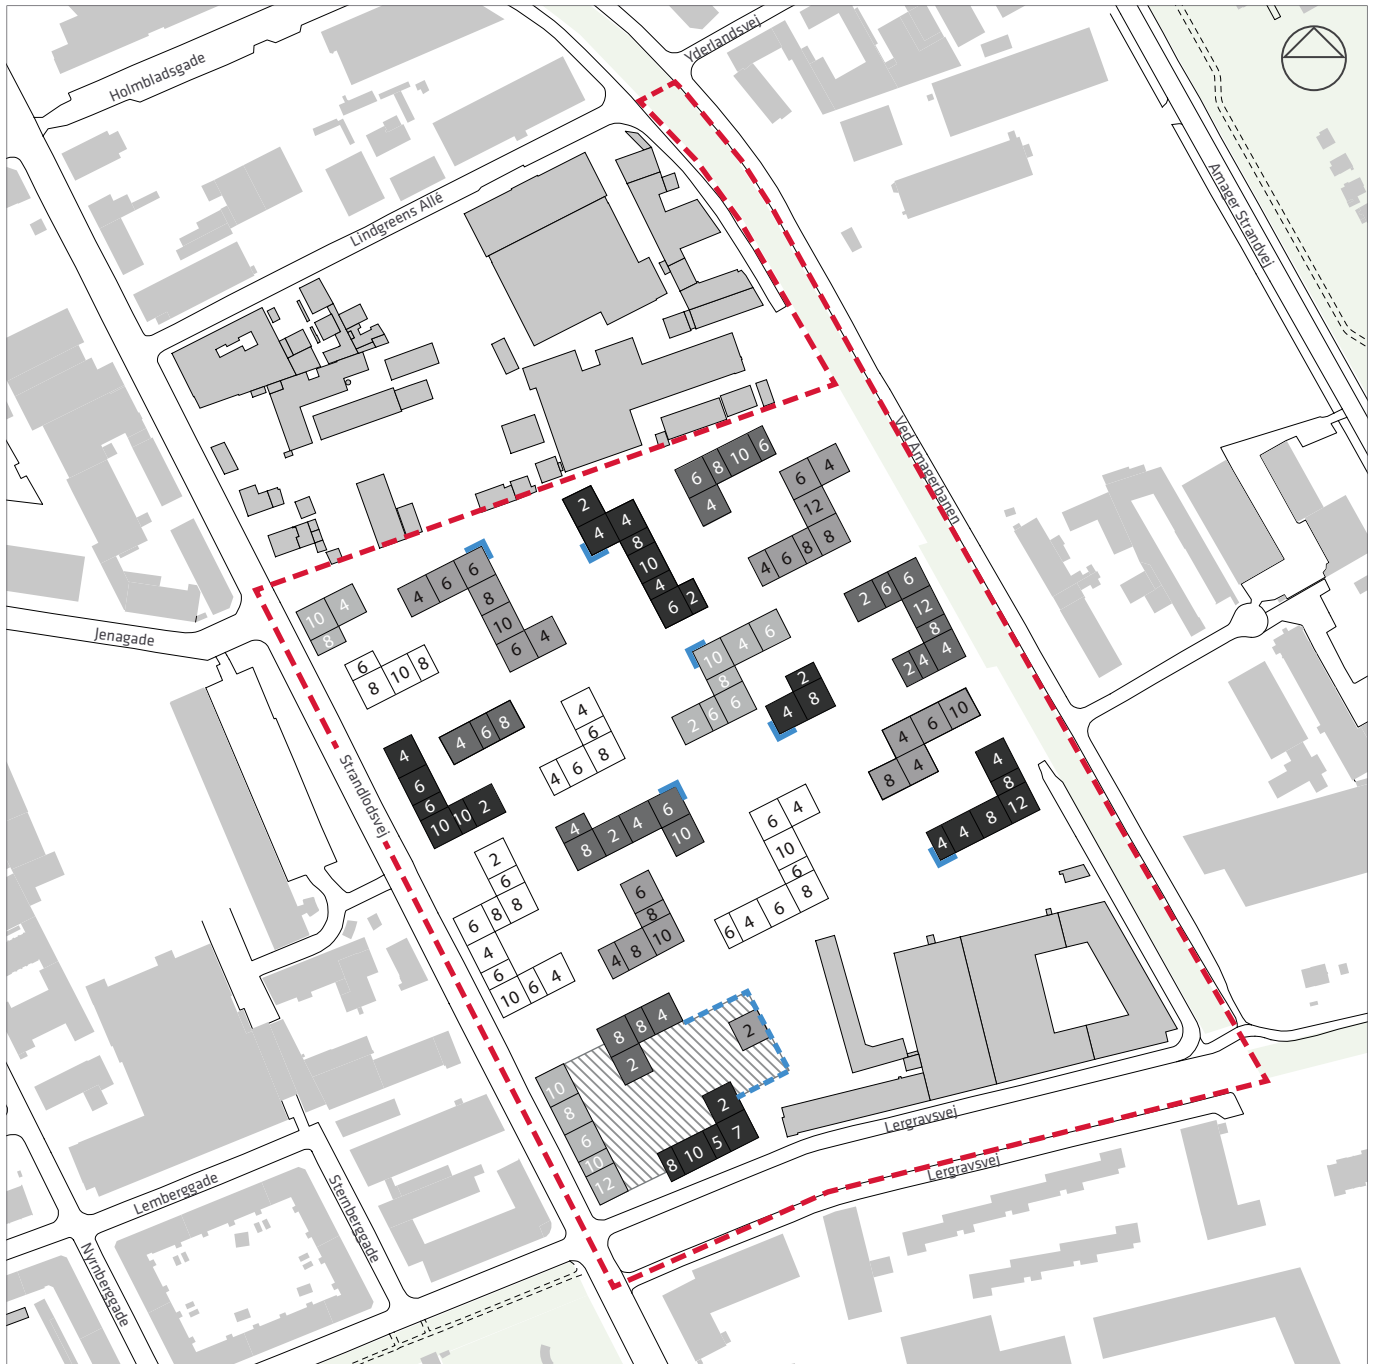 Yderlandsvej
Holmbladsgade
Lindgreens Allé
Amager Strandvej
Ved Amagerbanen
6 8 10 6
4
6 4
12
4 6 8 8
2
4 4
8
10
4
6 2
4 6 6
8
10
6 4
10 4
8
Jenagade
6
8 10 8
2 6 6
12
8
2 4 4
10 4 6
8
2 6 6
2
4 8
4 6 8
4
6
4 6 8
4 6 10
8 4
4
6
6
10 10 2
Strandlodsvej
4
8
4 4 8 12
4
8 2 4 6
10
6 4
10
6
6 4 6 8
2
6
6 8 8
4
6
10 6 4
6
8
4 8 10
8 8 4
2
2
10
8
6
10
12
2
8 10 5 7
Lergravsvej
Lergravsvej
Lemberggade
Sternberggade
Nyrnberggade